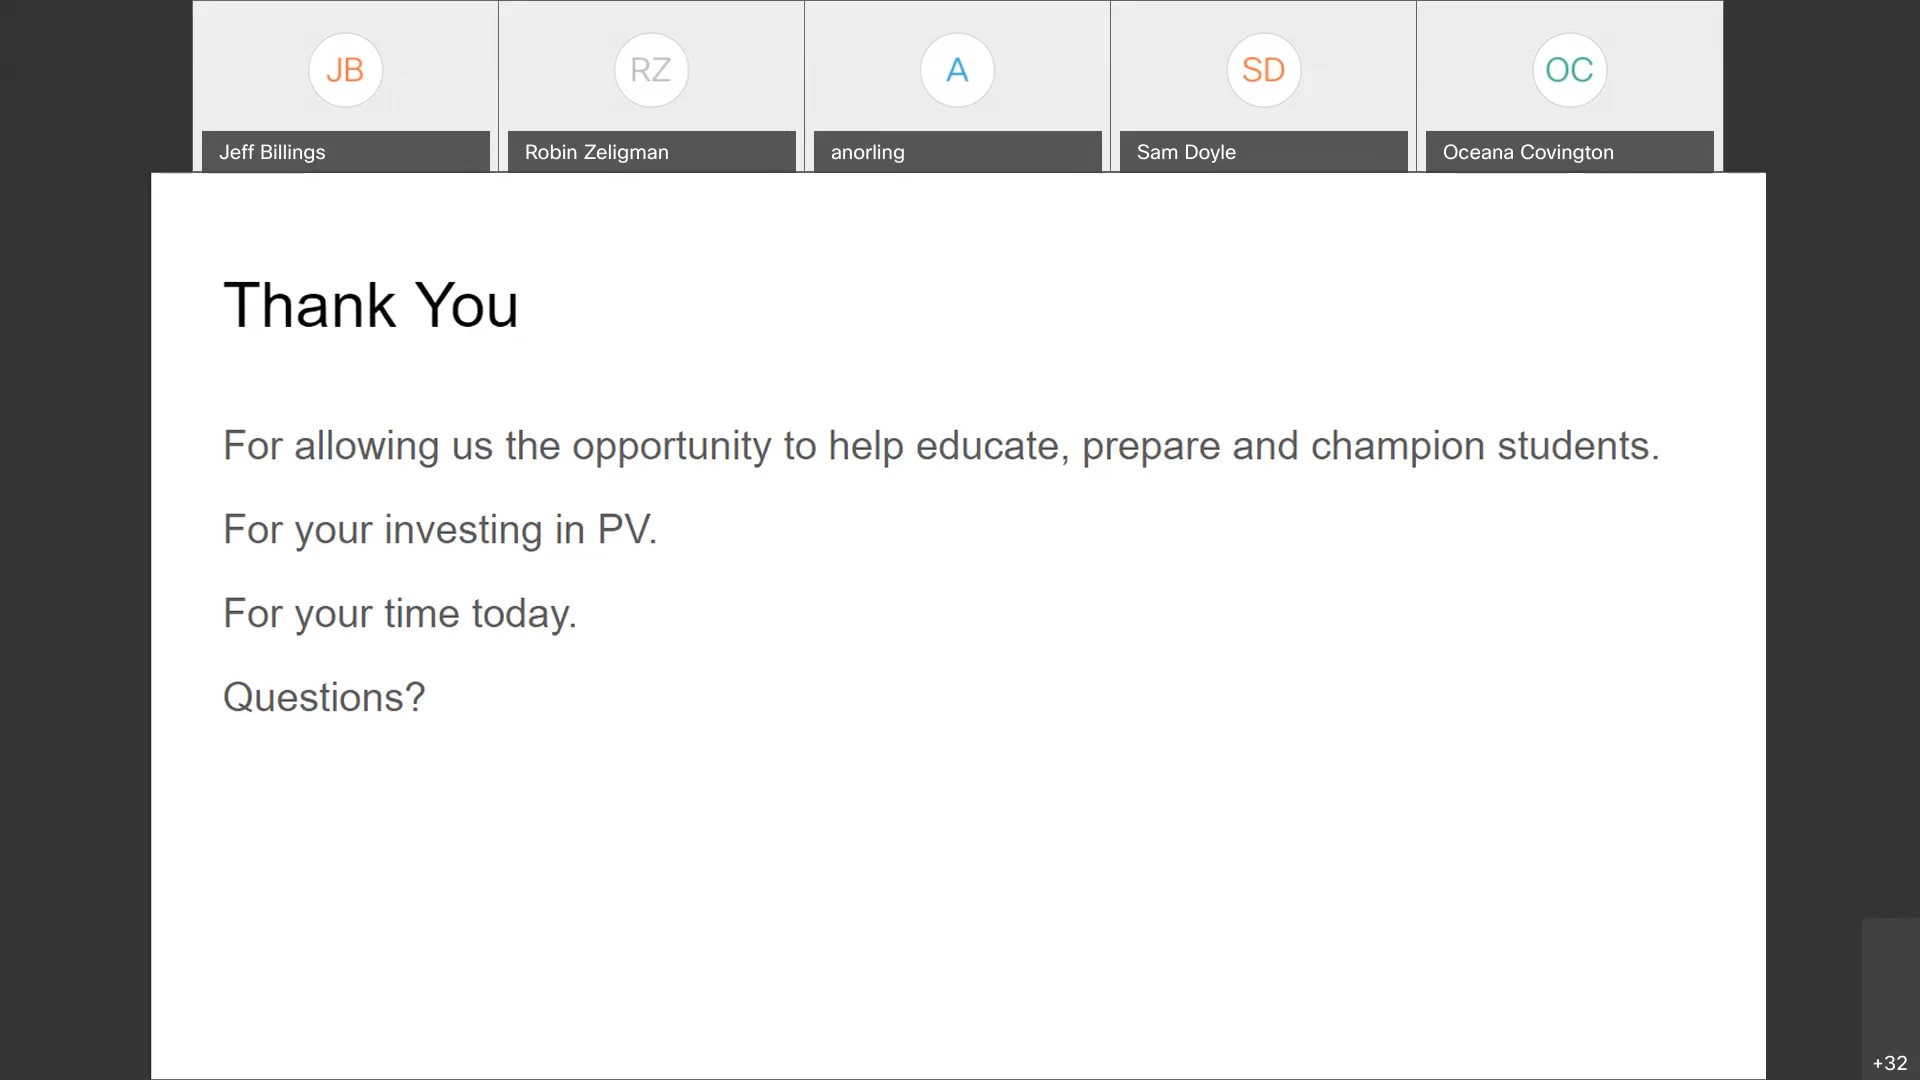 JB
RZ
A
SD
OC
Jeff Billings
Robin Zeligman
anorling
Sam Doyle
Oceana Covington
Thank You
For allowing us the opportunity to help educate, prepare and champion students.
For your investing in PV.
For your time today.
Questions?
+32